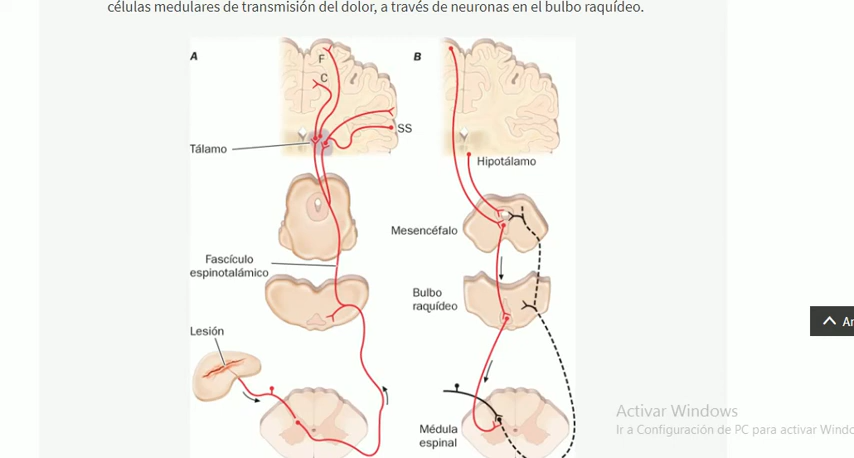 células medulares de transmisión del dolor, a través de neuronas en el bulbo raquídeo.
A
F
C
SS
Tálamo
Fascículo
espinotalámico
Lesión
B
Hipotálamo
Mesencéfalo
Bulbo
raquídeo
Médula
espinal
Activar Windows
Ir a Configuración de PC para activar